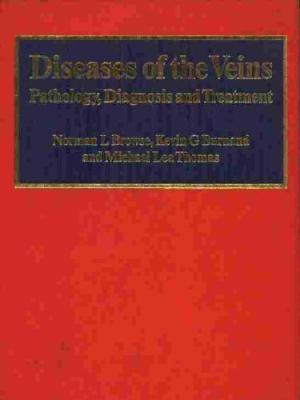 Diseases of the Veins
Pathology, Diagnosis and Treatment
Norman L Browse, Kevin G Burnand
and Michael Lea Thomas